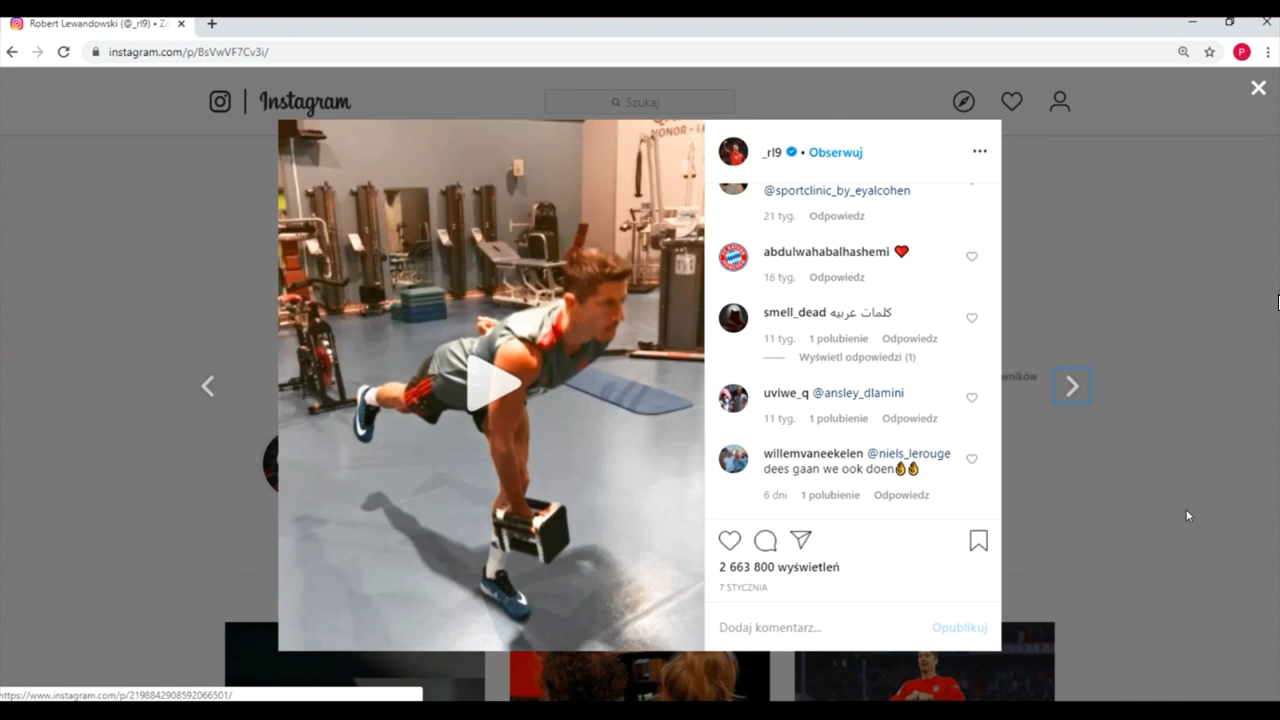 Robert Lewandowski (@_rl9) •
instagram.com/p/BsVwVF7Cv3i/
P
Instagram
Szukaj
_rl9 • Obserwuj
@sportclinic_by_eyalcohen
21 tyg. Odpowiedz
abdulwahabalhashemi ❤️
16 tyg. Odpowiedz
smell_dead كلمات عربيه
11 tyg. 1 polubienie Odpowiedz
Wyświetl odpowiedzi (1)
uviwe_q @ansley_dlamini
11 tyg. 1 polubienie Odpowiedz
willemvaneekelen @niels_lerouge
dees gaan we ook doen👌👌
6 dni 1 polubienie Odpowiedz
2 663 800 wyświetleń
7 STYCZNIA
Dodaj komentarz... Opublikuj
wników
https://www.instagram.com/p/2198842908592066501/